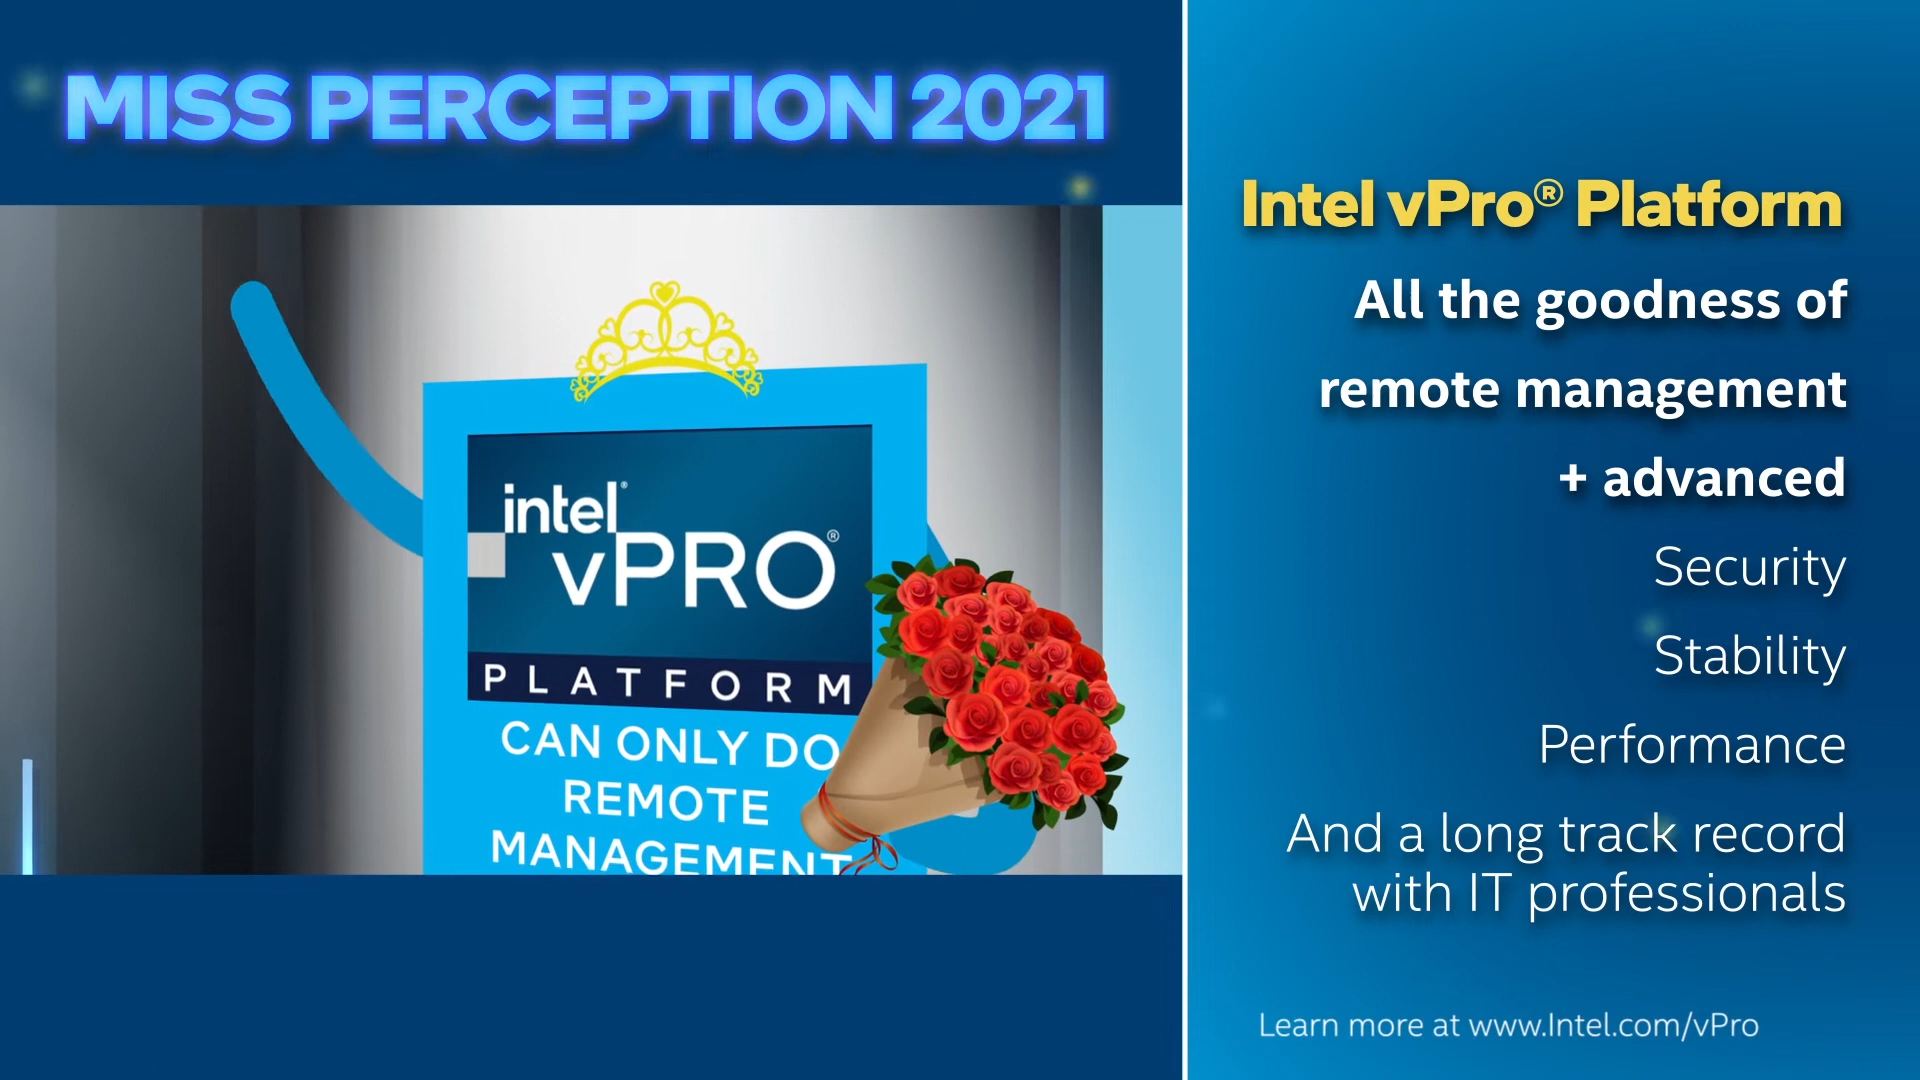 MISS PERCEPTION 2021
intel®
vPRO®
PLATFORM
CAN ONLY DO
REMOTE
MANAGEMENT
Intel vPro® Platform
All the goodness of
remote management
+ advanced
Security
Stability
Performance
And a long track record
with IT professionals
Learn more at www.Intel.com/vPro